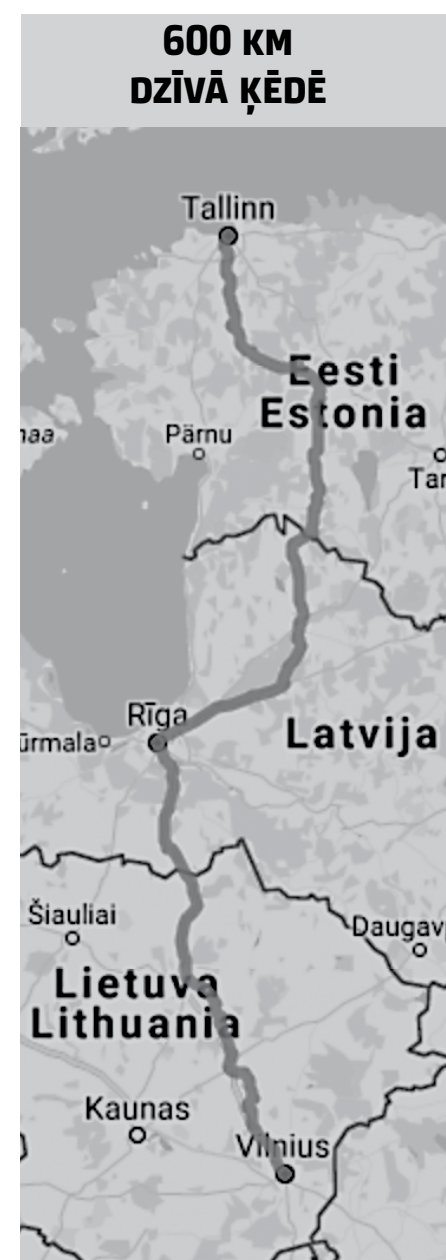 600 KM
DZĪVĀ ĶĒDĒ
Tallinn
Eesti
Estonia
Pärnu
Rīga
Latvija
Šiauliai
Lietuva
Lithuania
Kaunas
Vilnius